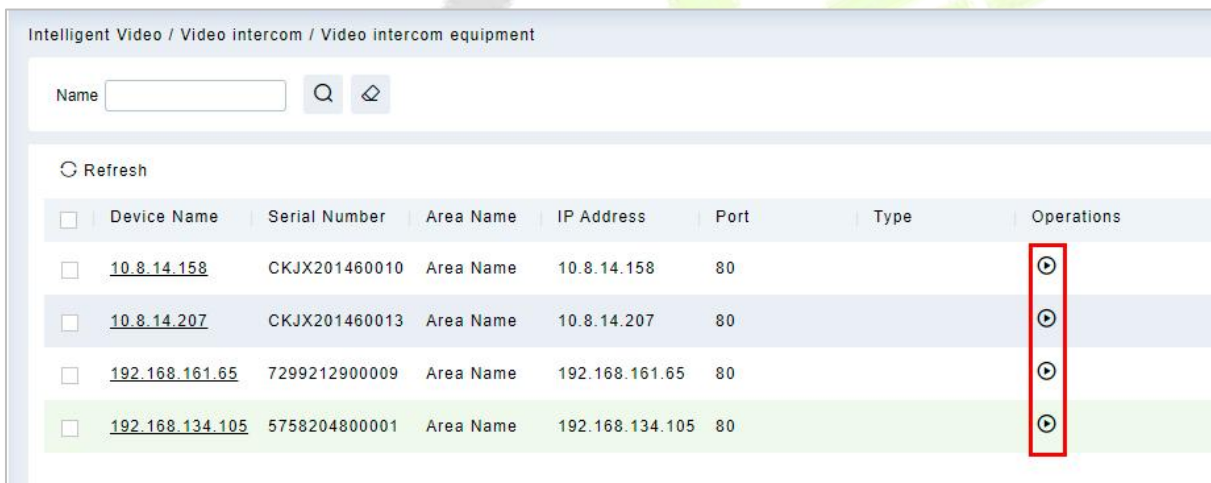 Intelligent Video / Video intercom / Video intercom equipment
Name
Refresh
Device Name Serial Number Area Name IP Address Port Type Operations
10.8.14.158 CKJX201460010 Area Name 10.8.14.158 80
10.8.14.207 CKJX201460013 Area Name 10.8.14.207 80
192.168.161.65 7299212900009 Area Name 192.168.161.65 80
192.168.134.105 5758204800001 Area Name 192.168.134.105 80